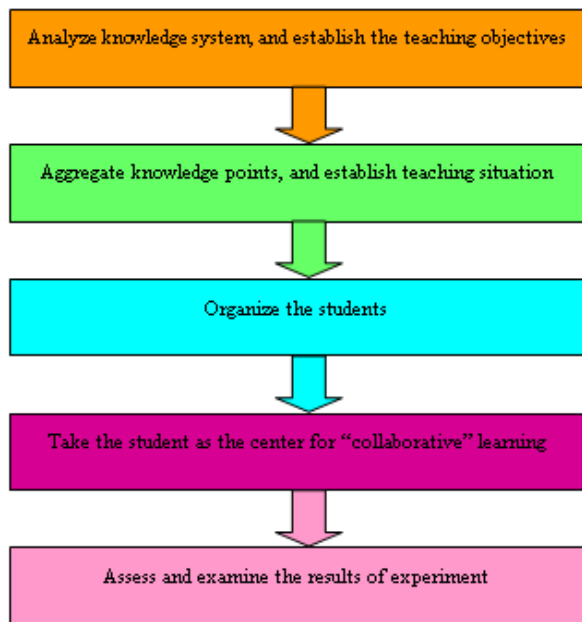 Analyze knowledge system, and establish the teaching objectives
Aggregate knowledge points, and establish teaching situation
Organize the students
Take the student as the center for “collaborative” learning
Assess and examine the results of experiment